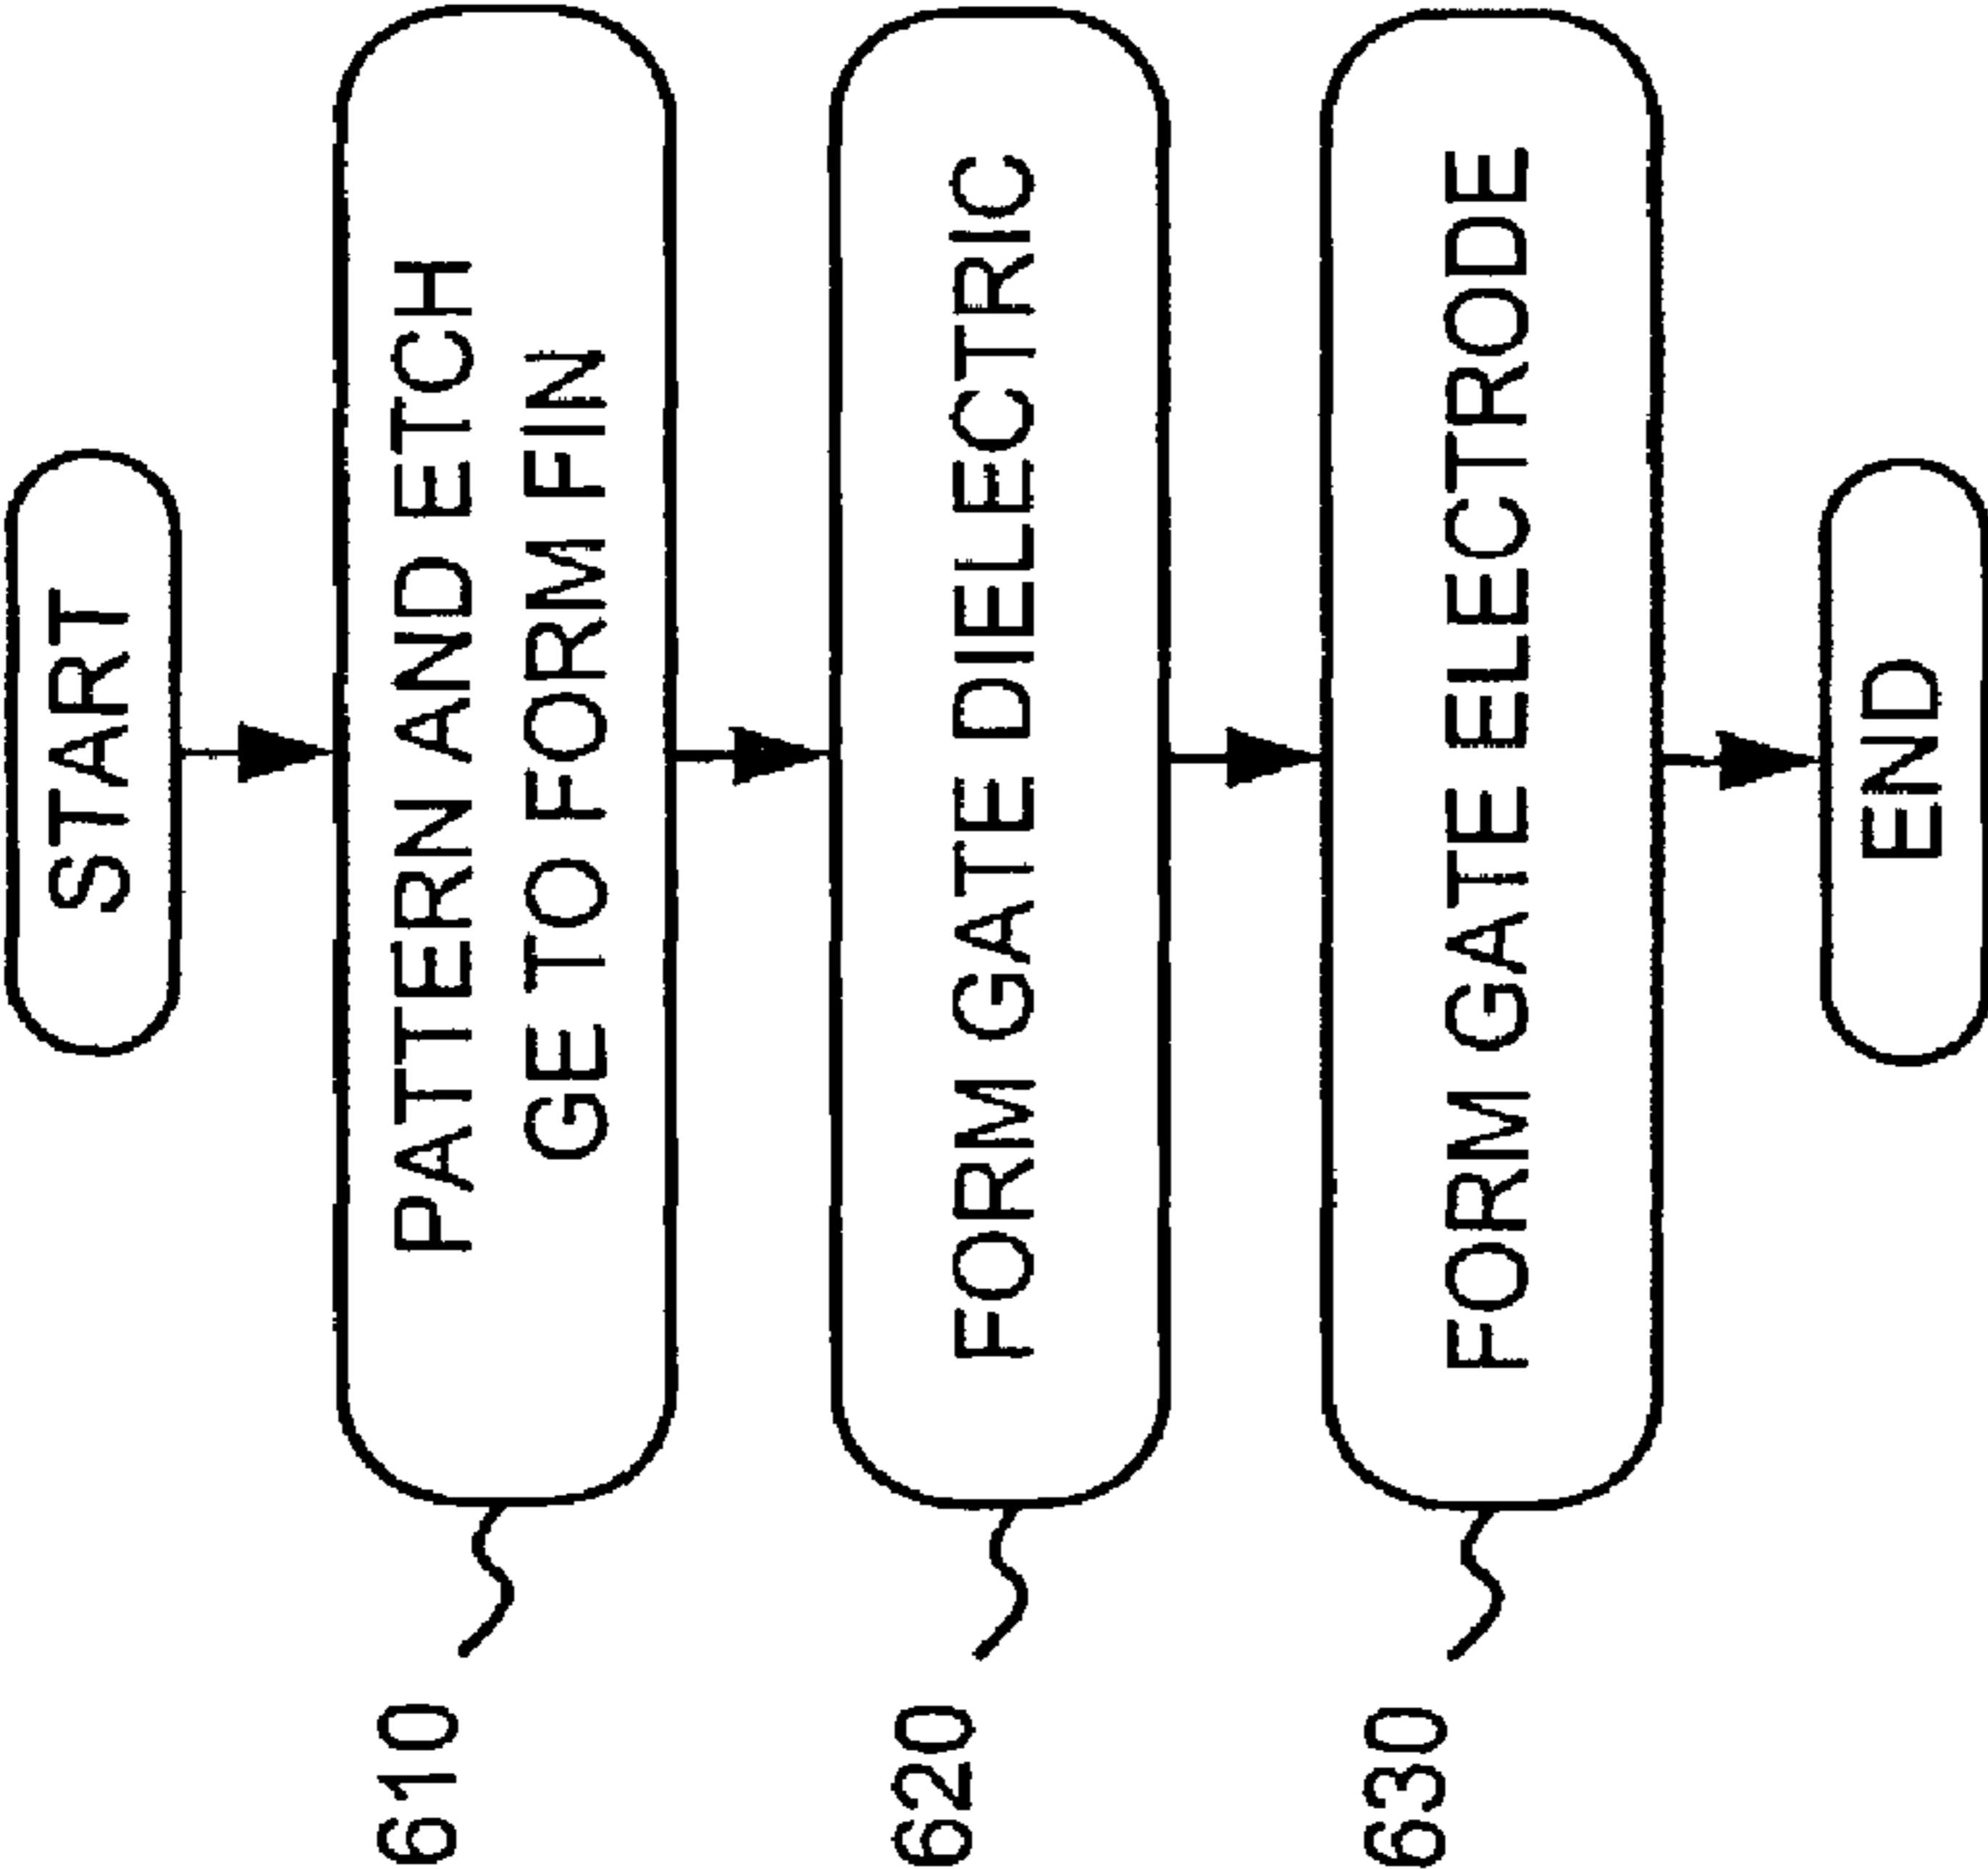 START
610
PATTERN AND ETCH
GE TO FORM FIN
620
FORM GATE DIELECTRIC
630
FORM GATE ELECTRODE
END